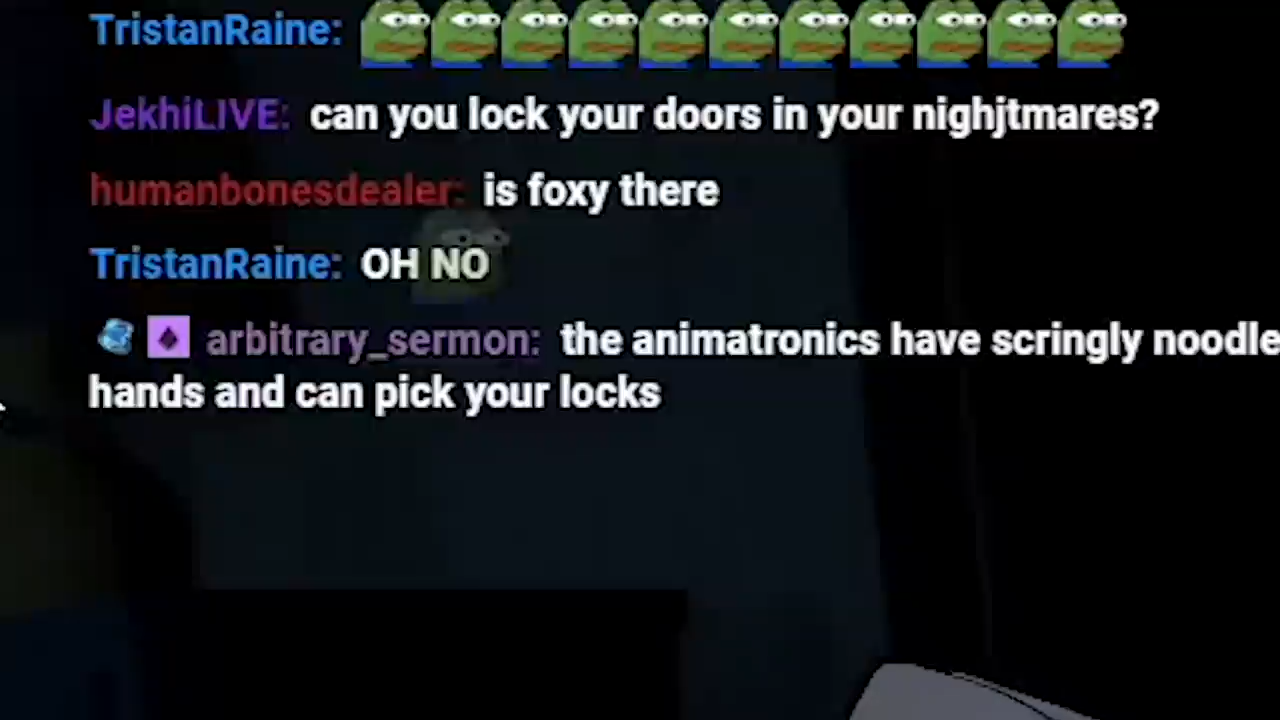 TristanRaine:
JekhiLIVE: can you lock your doors in your nighjtmares?
humanbonesdealer: is foxy there
TristanRaine: OH NO
arbitrary_sermon: the animatronics have scringly noodle
hands and can pick your locks